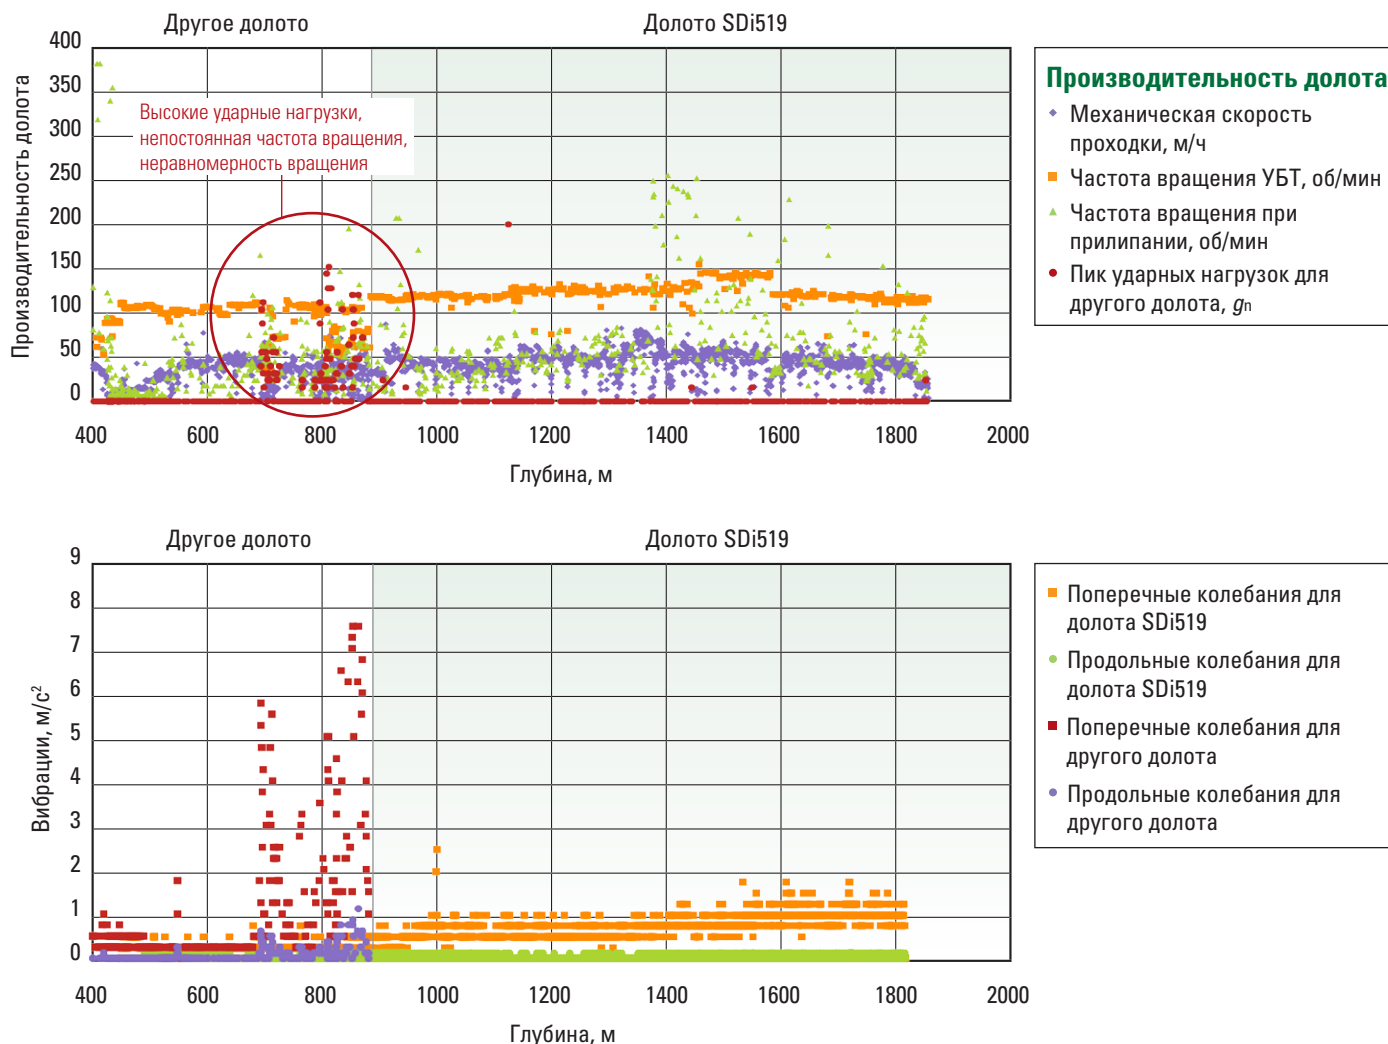 Другое долото
Долото SDi519
400
350
300
250
200
150
100
50
0
Производительность долота
Высокие ударные нагрузки,
непостоянная частота вращения,
неравномерность вращения
400 600 800 1000 1200 1400 1600 1800 2000
Глубина, м
Производительность долота
Механическая скорость
проходки, м/ч
Частота вращения УБТ, об/мин
Частота вращения при
прилипании, об/мин
Пик ударных нагрузок для
другого долота, gn
Другое долото
Долото SDi519
9
8
7
6
5
4
3
2
1
0
Вибрации, м/с²
400 600 800 1000 1200 1400 1600 1800 2000
Глубина, м
Поперечные колебания для
долота SDi519
Продольные колебания для
долота SDi519
Поперечные колебания для
другого долота
Продольные колебания для
другого долота